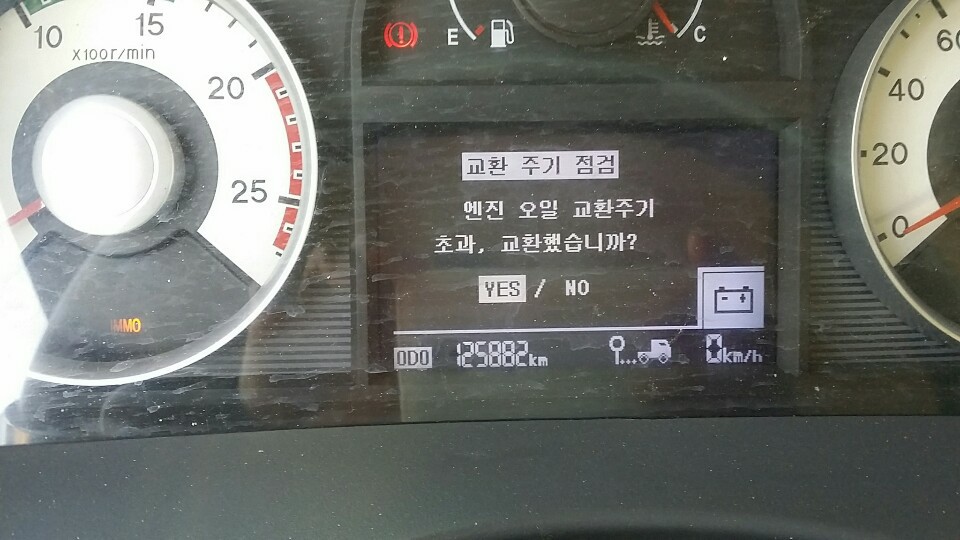 10
15
X100r/min
20
25
IMMO
E
C
교환 주기 점검
엔진 오일 교환주기
초과, 교환했습니까?
YES / NO
ODO 125882km
0km/h
60
40
20
0